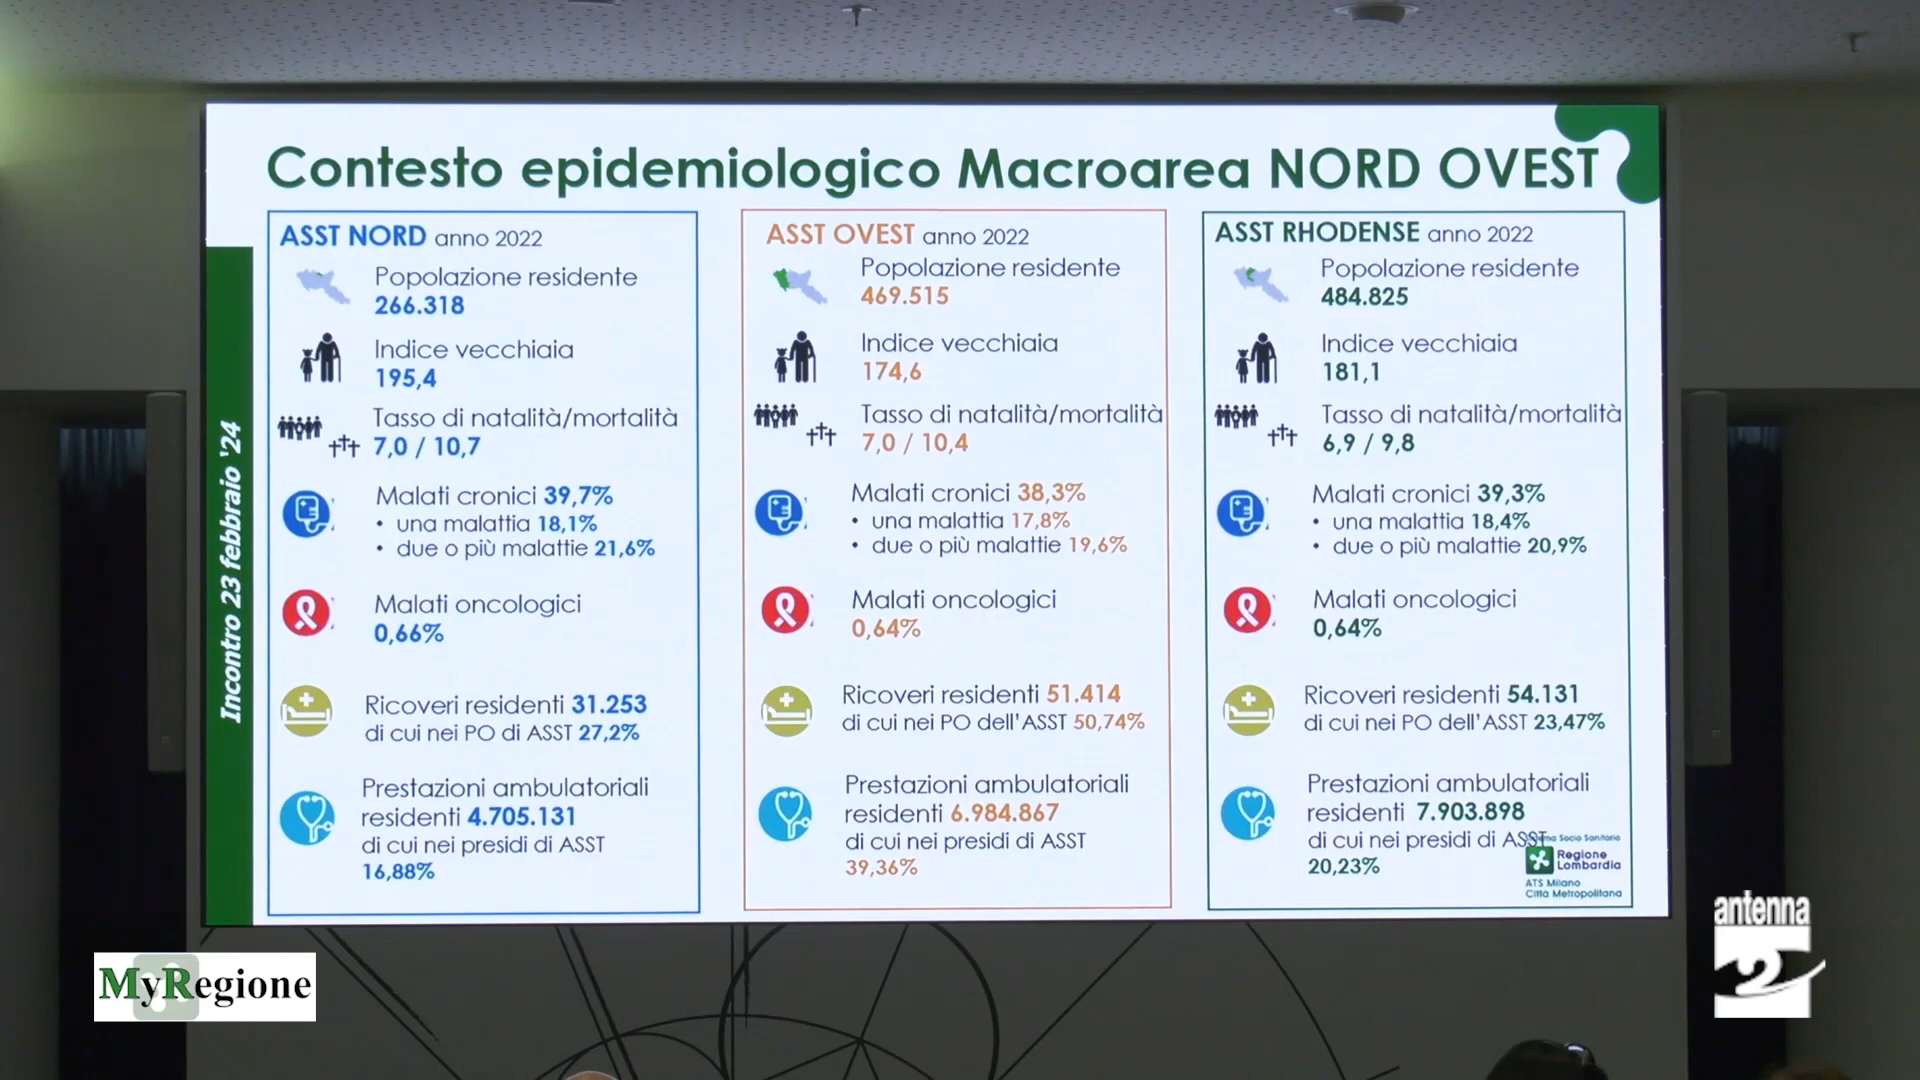 Contesto epidemiologico Macroarea NORD OVEST
Incontro 23 febbraio '24
ASST NORD anno 2022
Popolazione residente
266.318
Indice vecchiaia
195,4
Tasso di natalità/mortalità
7,0 / 10,7
Malati cronici 39,7%
• una malattia 18,1%
• due o più malattie 21,6%
Malati oncologici
0,66%
Ricoveri residenti 31.253
di cui nei PO di ASST 27,2%
Prestazioni ambulatoriali
residenti 4.705.131
di cui nei presidi di ASST
16,88%
ASST OVEST anno 2022
Popolazione residente
469.515
Indice vecchiaia
174,6
Tasso di natalità/mortalità
7,0 / 10,4
Malati cronici 38,3%
• una malattia 17,8%
• due o più malattie 19,6%
Malati oncologici
0,64%
Ricoveri residenti 51.414
di cui nei PO dell'ASST 50,74%
Prestazioni ambulatoriali
residenti 6.984.867
di cui nei presidi di ASST
39,36%
ASST RHODENSE anno 2022
Popolazione residente
484.825
Indice vecchiaia
181,1
Tasso di natalità/mortalità
6,9 / 9,8
Malati cronici 39,3%
• una malattia 18,4%
• due o più malattie 20,9%
Malati oncologici
0,64%
Ricoveri residenti 54.131
di cui nei PO dell'ASST 23,47%
Prestazioni ambulatoriali
residenti 7.903.898
di cui nei presidi di ASST
20,23%
Socio Sanitario
Regione
Lombardia
ATS Milano
Città Metropolitana
MyRegione
antenna
2